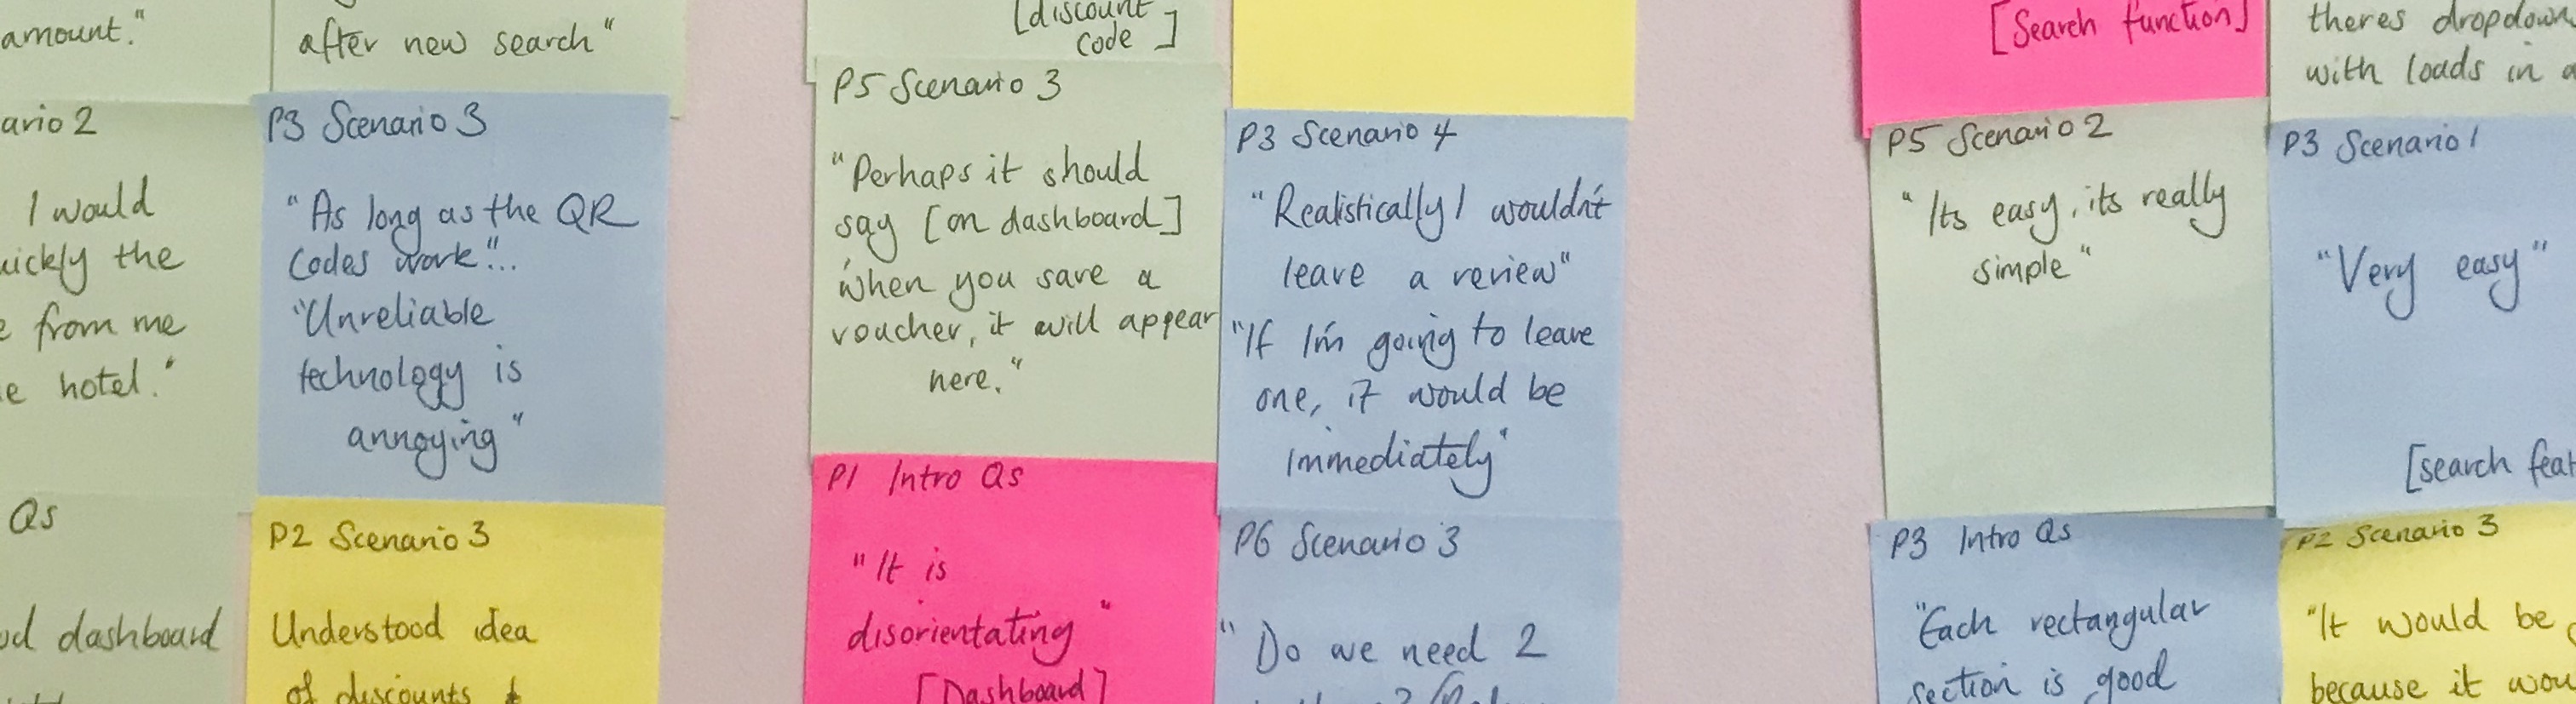 amount."
after new search"
[discount
code]
[Search function]
theres dropdown
with loads in a
ario 2
I would
uickly the
e from me
e hotel."
P3 Scenario 3
"As long as the QR
Codes work"...
"Unreliable
technology is
annoying"
P5 Scenario 3
"Perhaps it should
say [on dashboard]
when you save a
voucher, it will appear
here."
P3 Scenario 4
"Realistically I wouldn't
leave a review"
"If I'm going to leave
one, it would be
immediately"
P5 Scenario 2
"Its easy, its really
simple"
P3 Scenario 1
"Very easy"
[search feat
Qs
od dashboard
P2 Scenario 3
Understood idea
of discounts &
P1 Intro Qs
"It is
disorientating"
[Dashboard]
P6 Scenario 3
"Do we need 2
P3 Intro Qs
"Each rectangular
section is good
P2 Scenario 3
"It would be
because it wou